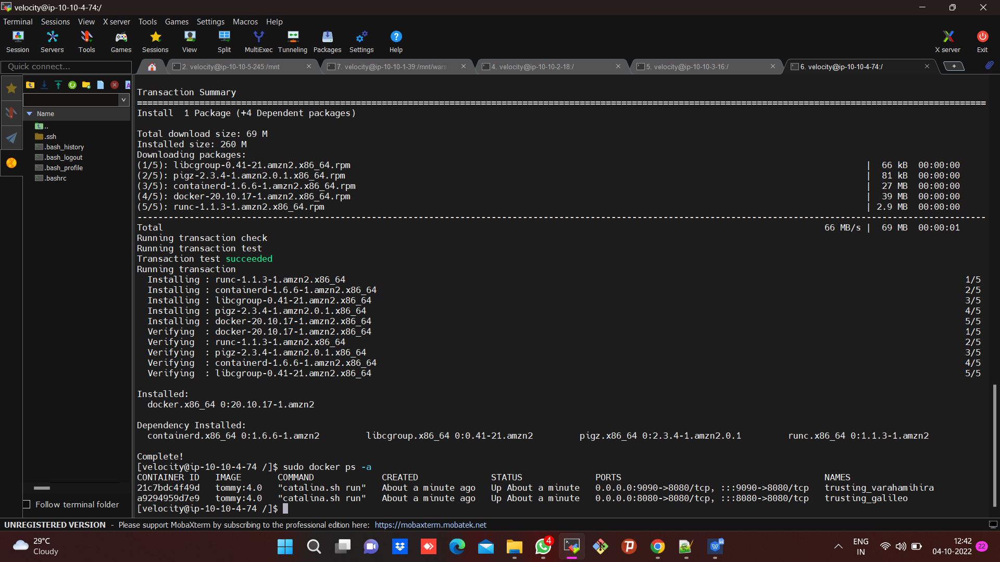 velocity@ip-10-10-4-74:/
Terminal Sessions View X server Tools Games Settings Macros Help
Session Servers Tools Games Sessions View Split MultiExec Tunneling Packages Settings Help X server Exit
Quick connect...
2. velocity@ip-10-10-5-245:/mnt
7. velocity@ip-10-10-1-39:/mnt/wars
4. velocity@ip-10-10-2-18:/
5. velocity@ip-10-10-3-16:/
6. velocity@ip-10-10-4-74:/
Name
..
.ssh
.bash_history
.bash_logout
.bash_profile
.bashrc
Follow terminal folder
Transaction Summary
Install  1 Package (+4 Dependent packages)
Total download size: 69 M
Installed size: 260 M
Downloading packages:
(1/5): libcgroup-0.41-21.amzn2.x86_64.rpm | 66 kB 00:00:00
(2/5): pigz-2.3.4-1.amzn2.0.1.x86_64.rpm | 81 kB 00:00:00
(3/5): containerd-1.6.6-1.amzn2.x86_64.rpm | 27 MB 00:00:00
(4/5): docker-20.10.17-1.amzn2.x86_64.rpm | 39 MB 00:00:00
(5/5): runc-1.1.3-1.amzn2.x86_64.rpm | 2.9 MB 00:00:00
Total 66 MB/s | 69 MB 00:00:01
Running transaction check
Running transaction test
Transaction test succeeded
Running transaction
Installing : runc-1.1.3-1.amzn2.x86_64 1/5
Installing : containerd-1.6.6-1.amzn2.x86_64 2/5
Installing : libcgroup-0.41-21.amzn2.x86_64 3/5
Installing : pigz-2.3.4-1.amzn2.0.1.x86_64 4/5
Installing : docker-20.10.17-1.amzn2.x86_64 5/5
Verifying  : docker-20.10.17-1.amzn2.x86_64 1/5
Verifying  : runc-1.1.3-1.amzn2.x86_64 2/5
Verifying  : pigz-2.3.4-1.amzn2.0.1.x86_64 3/5
Verifying  : containerd-1.6.6-1.amzn2.x86_64 4/5
Verifying  : libcgroup-0.41-21.amzn2.x86_64 5/5
Installed:
docker.x86_64 0:20.10.17-1.amzn2
Dependency Installed:
containerd.x86_64 0:1.6.6-1.amzn2 libcgroup.x86_64 0:0.41-21.amzn2 pigz.x86_64 0:2.3.4-1.amzn2.0.1 runc.x86_64 0:1.1.3-1.amzn2
Complete!
[velocity@ip-10-10-4-74 /]$ sudo docker ps -a
CONTAINER ID IMAGE COMMAND CREATED STATUS PORTS NAMES
21c7bdc4f49d tommy:4.0 "catalina.sh run" About a minute ago Up About a minute 0.0.0.0:9090->8080/tcp, :::9090->8080/tcp trusting_varahamihira
a9294959d7e9 tommy:4.0 "catalina.sh run" About a minute ago Up About a minute 0.0.0.0:8080->8080/tcp, :::8080->8080/tcp trusting_galileo
[velocity@ip-10-10-4-74 /]$
UNREGISTERED VERSION - Please support MobaXterm by subscribing to the professional edition here: https://mobaxterm.mobatek.net
29°C
Cloudy
4
ENG
IN
12:42
04-10-2022
22